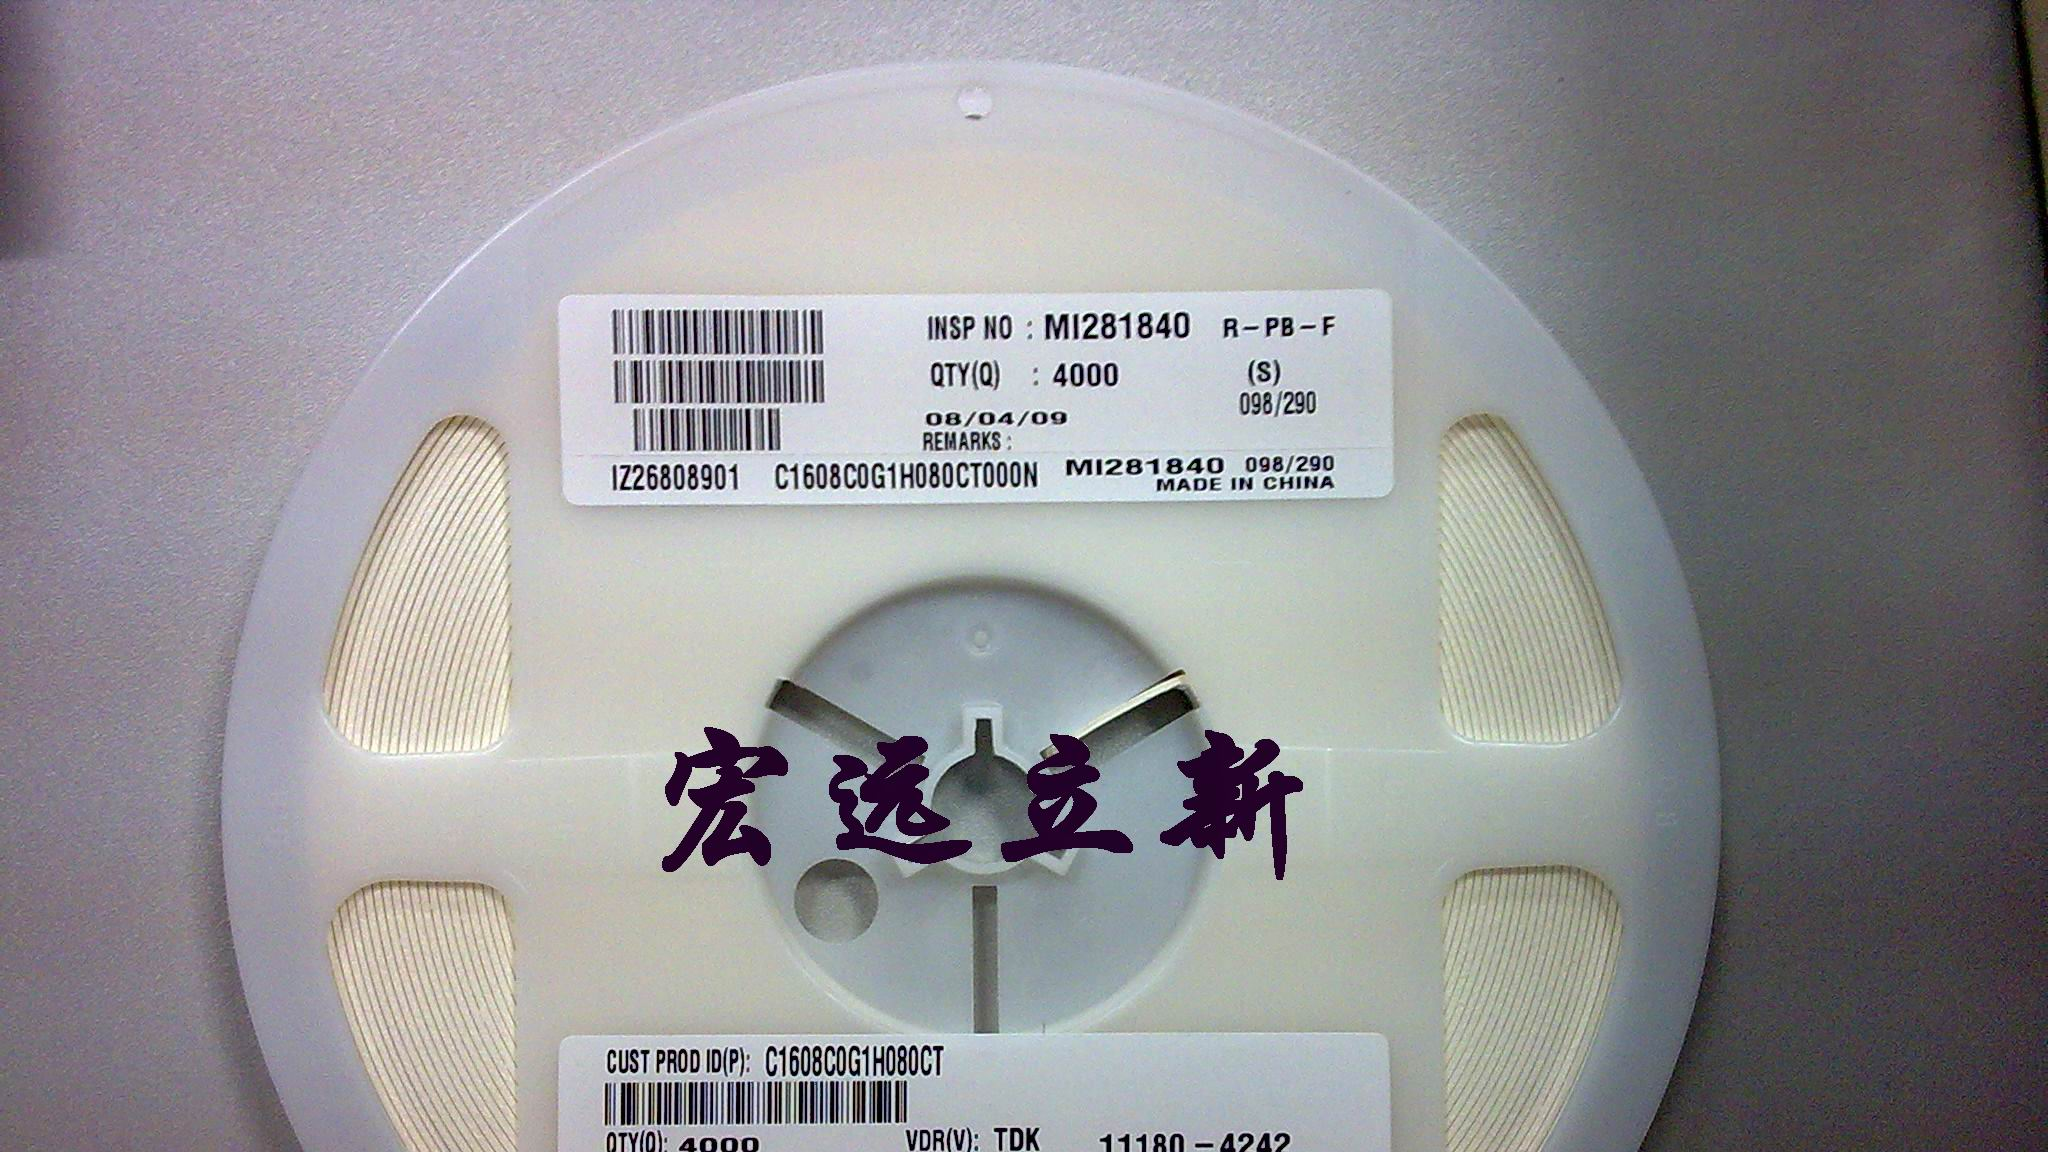 INSP NO : MI281840 R-PB-F
QTY(Q) : 4000 (S)
098/290
08/04/09
REMARKS :
IZ26808901 C1608C0G1H080CT000N MI281840 098/290
MADE IN CHINA
宏远立新
CUST PROD ID(P): C1608C0G1H080CT
QTY(Q): 4000 VDR(V): TDK 11180-4242